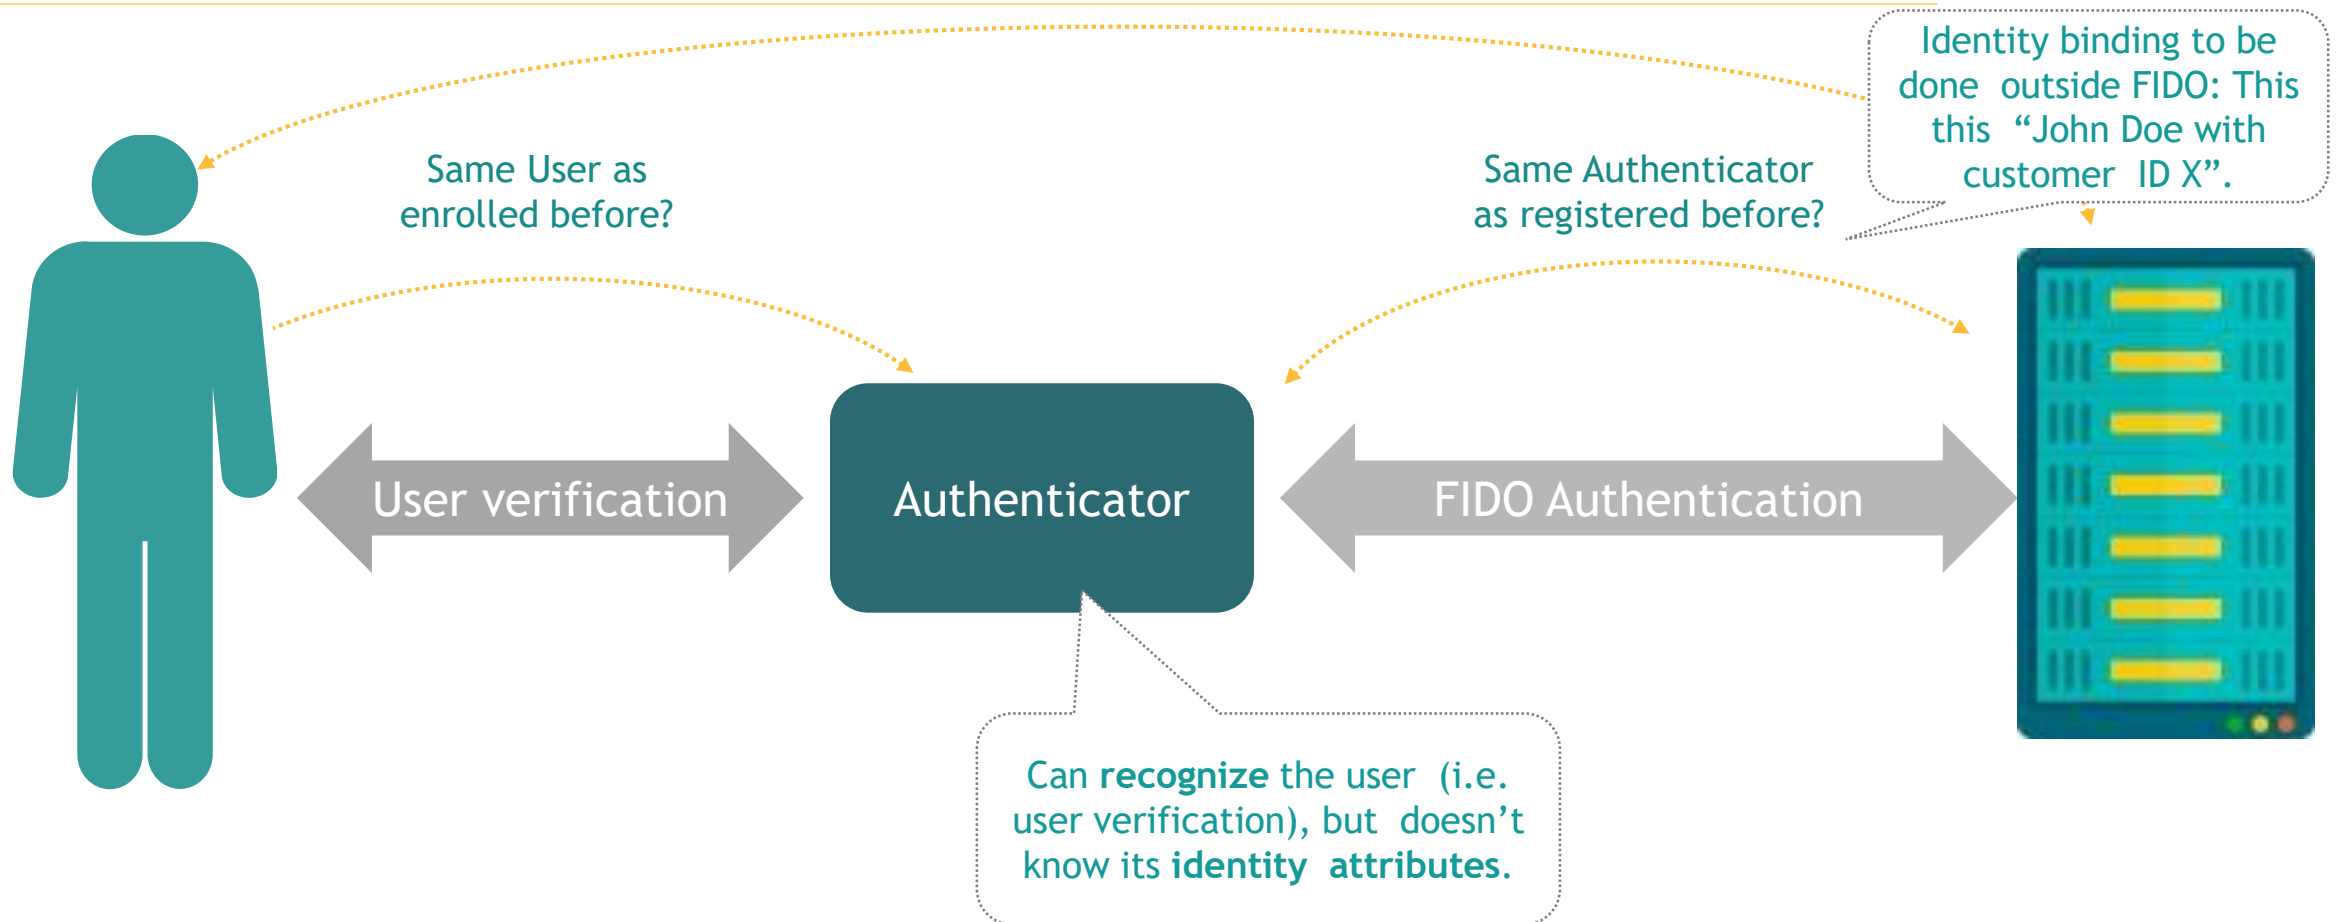 Identity binding to be
done outside FIDO: This
this “John Doe with
customer ID X”.
Same User as
enrolled before?
Same Authenticator
as registered before?
User verification
Authenticator
FIDO Authentication
Can recognize the user (i.e.
user verification), but doesn’t
know its identity attributes.